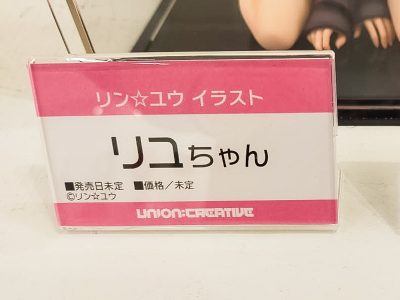 リン☆ユウ イラスト
リユちゃん
■発売日未定 ■価格／未定
©リン☆ユウ
UNION:CREATIVE